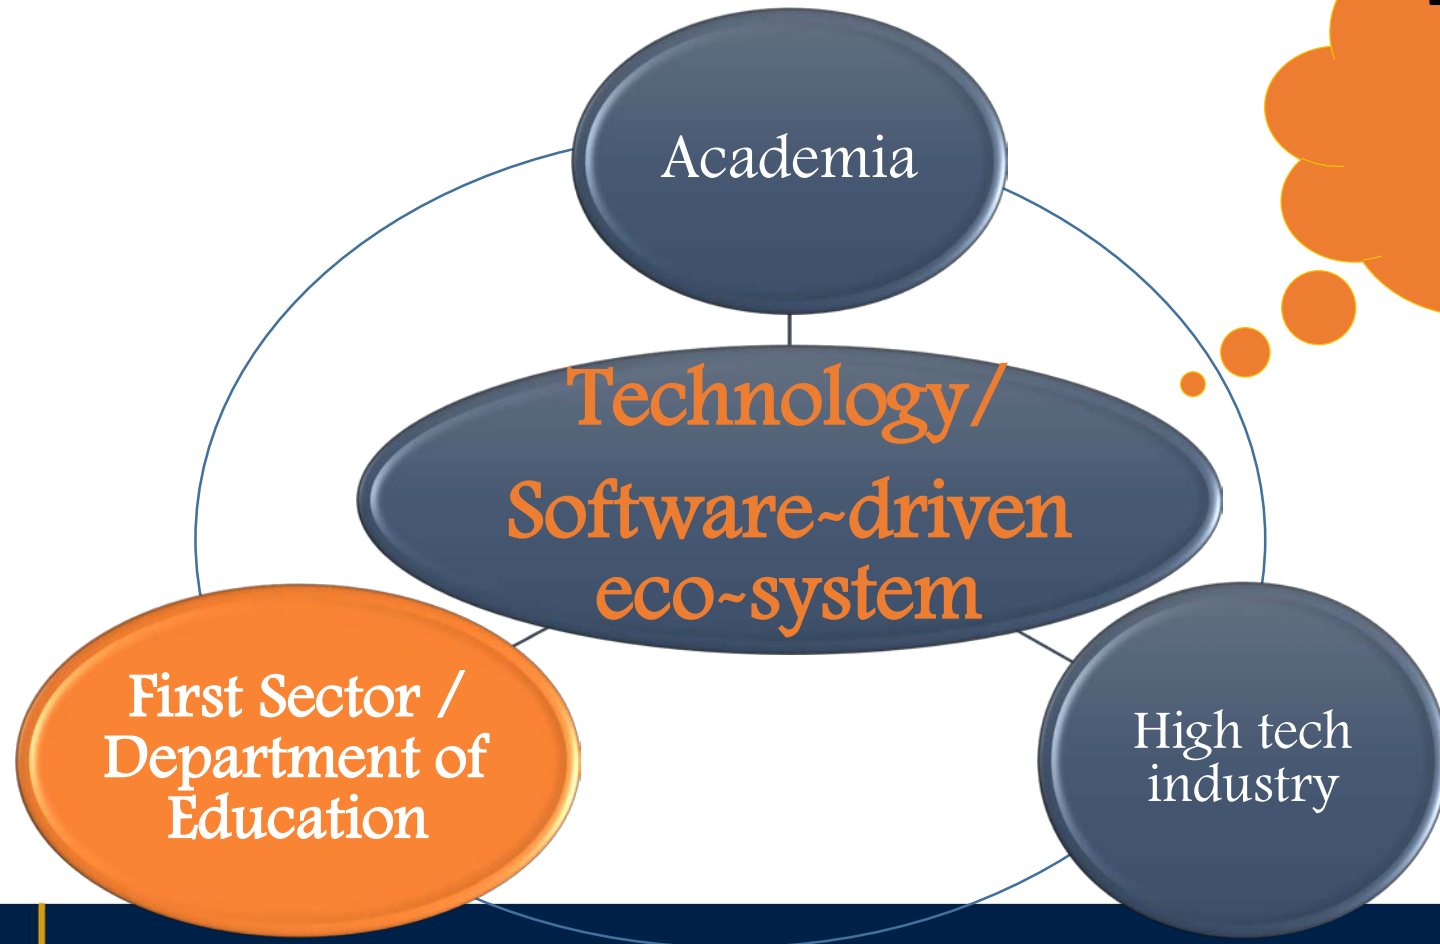 Academia
Technology/
Software-driven
eco-system
First Sector /
Department of
Education
High tech
industry